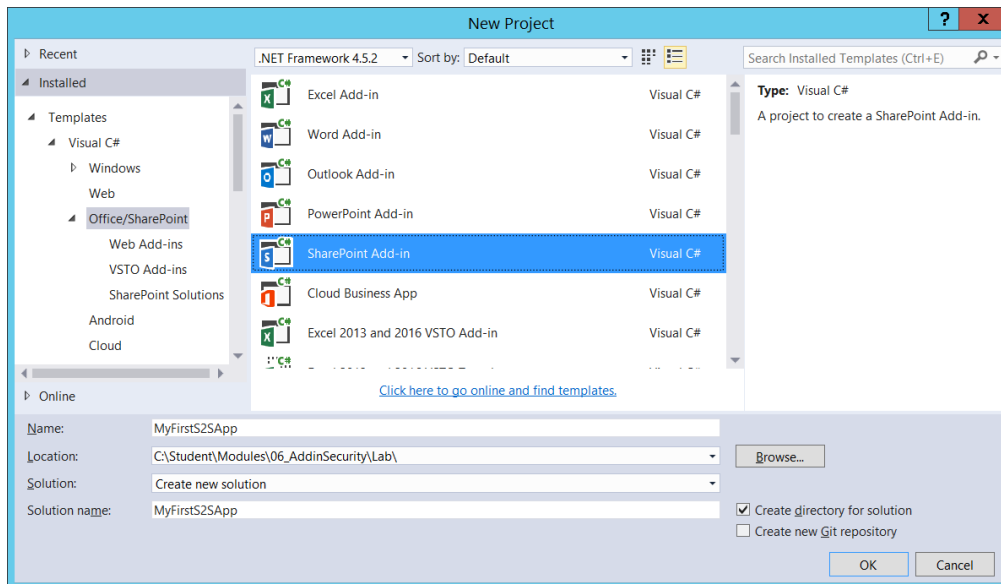 New Project
? x
Recent
.NET Framework 4.5.2 Sort by: Default
Search Installed Templates (Ctrl+E)
Installed
Templates
Visual C#
Windows
Web
Office/SharePoint
Web Add-ins
VSTO Add-ins
SharePoint Solutions
Android
Cloud
Online
Excel Add-in Visual C#
Word Add-in Visual C#
Outlook Add-in Visual C#
PowerPoint Add-in Visual C#
SharePoint Add-in Visual C#
Cloud Business App Visual C#
Excel 2013 and 2016 VSTO Add-in Visual C#
Click here to go online and find templates.
Type: Visual C#
A project to create a SharePoint Add-in.
Name: MyFirstS2SApp
Location: C:\Student\Modules\06_AddinSecurity\Lab\ Browse...
Solution: Create new solution
Solution name: MyFirstS2SApp
Create directory for solution
Create new Git repository
OK Cancel